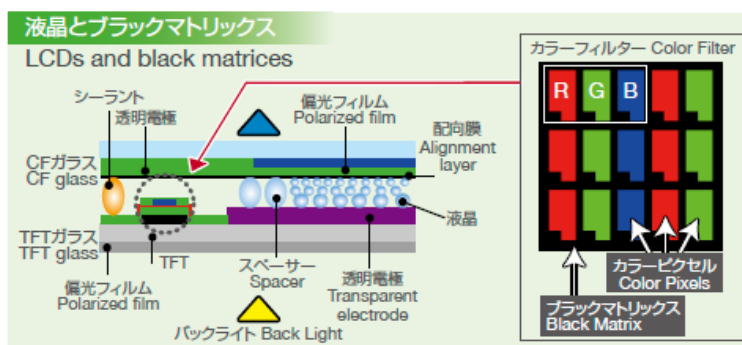 液晶とブラックマトリックス
LCDs and black matrices
シーラント
透明電極
偏光フィルム
Polarized film
配向膜
Alignment
layer
CFガラス
CF glass
液晶
TFTガラス
TFT glass
TFT
スペーサー
Spacer
透明電極
Transparent
electrode
偏光フィルム
Polarized film
バックライト Back Light
カラーフィルター Color Filter
R G B
カラーピクセル
Color Pixels
ブラックマトリックス
Black Matrix